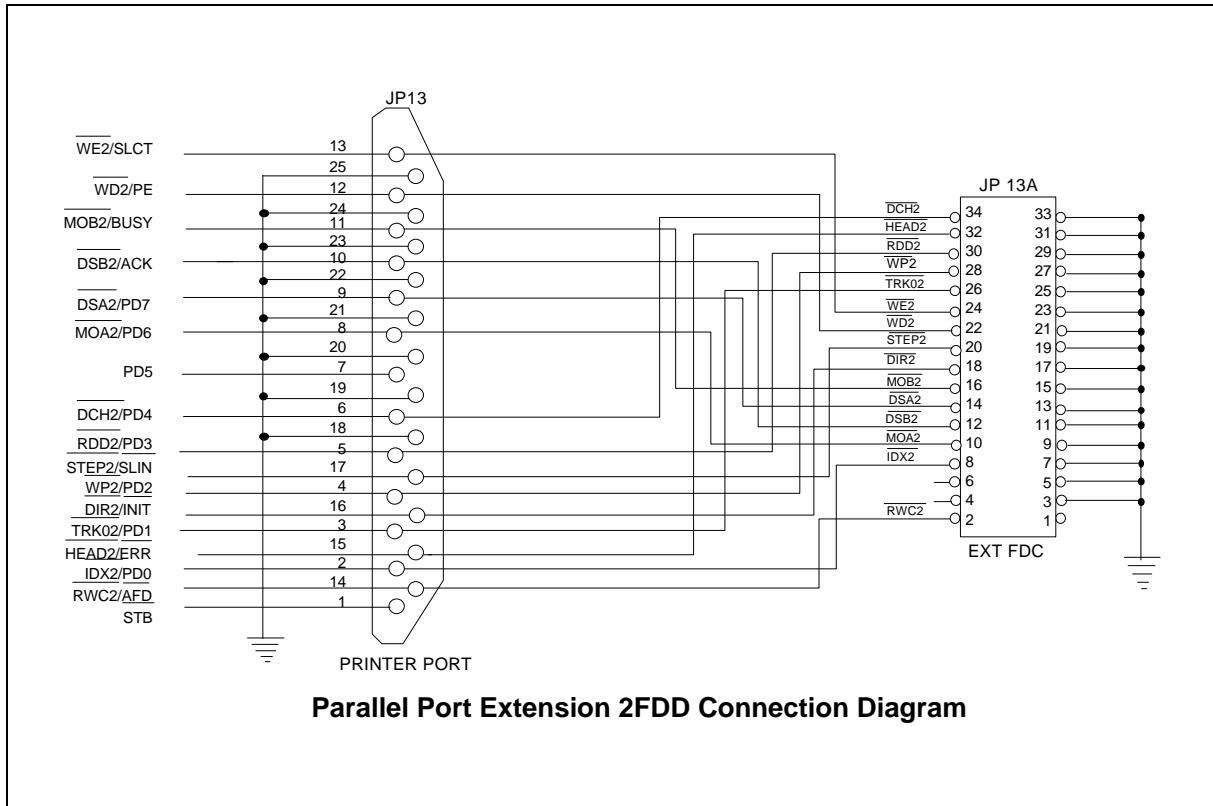 JP13
WE2/SLCT
WD2/PE
MOB2/BUSY
DSB2/ACK
DSA2/PD7
MOA2/PD6
PD5
DCH2/PD4
RDD2/PD3
STEP2/SLIN
WP2/PD2
DIR2/INIT
TRK02/PD1
HEAD2/ERR
IDX2/PD0
RWC2/AFD
STB
13
25
12
24
11
23
10
22
9
21
8
20
7
19
6
18
5
17
4
16
3
15
2
14
1
PRINTER PORT
JP 13A
DCH2 34 33
HEAD2 32 31
RDD2 30 29
WP2 28 27
TRK02 26 25
WE2 24 23
WD2 22 21
STEP2 20 19
DIR2 18 17
MOB2 16 15
DSA2 14 13
DSB2 12 11
MOA2 10 9
IDX2 8 7
6 5
4 3
RWC2 2 1
EXT FDC
Parallel Port Extension 2FDD Connection Diagram